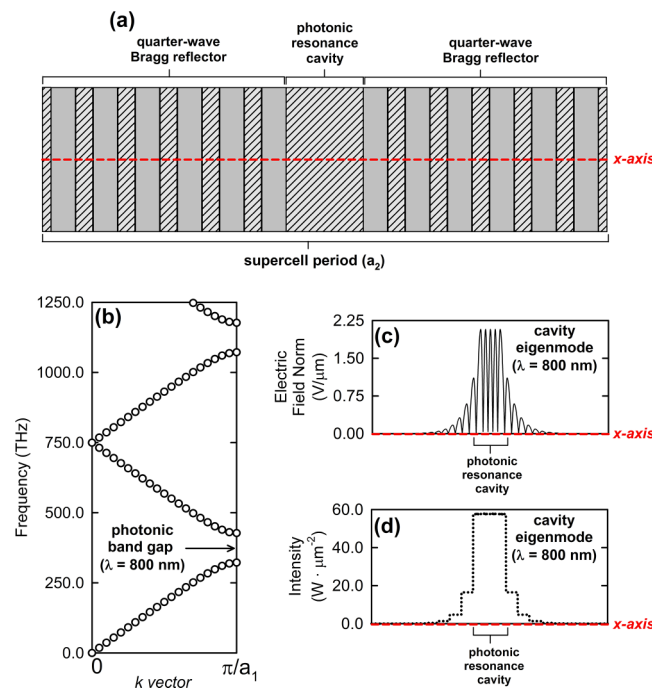 (a)
photonic
resonance
cavity
quarter-wave
Bragg reflector
quarter-wave
Bragg reflector
x-axis
supercell period (a2)
(b)
1250.0
1000.0
750.0
500.0
250.0
0.0
Frequency (THz)
photonic
band gap
(λ = 800 nm)
0
π/a1
k vector
(c)
2.25
1.50
0.75
0.00
Electric
Field Norm
(V/μm)
cavity
eigenmode
(λ = 800 nm)
x-axis
photonic
resonance
cavity
(d)
60.0
40.0
20.0
0.0
Intensity
(W · μm-2)
cavity
eigenmode
(λ = 800 nm)
x-axis
photonic
resonance
cavity